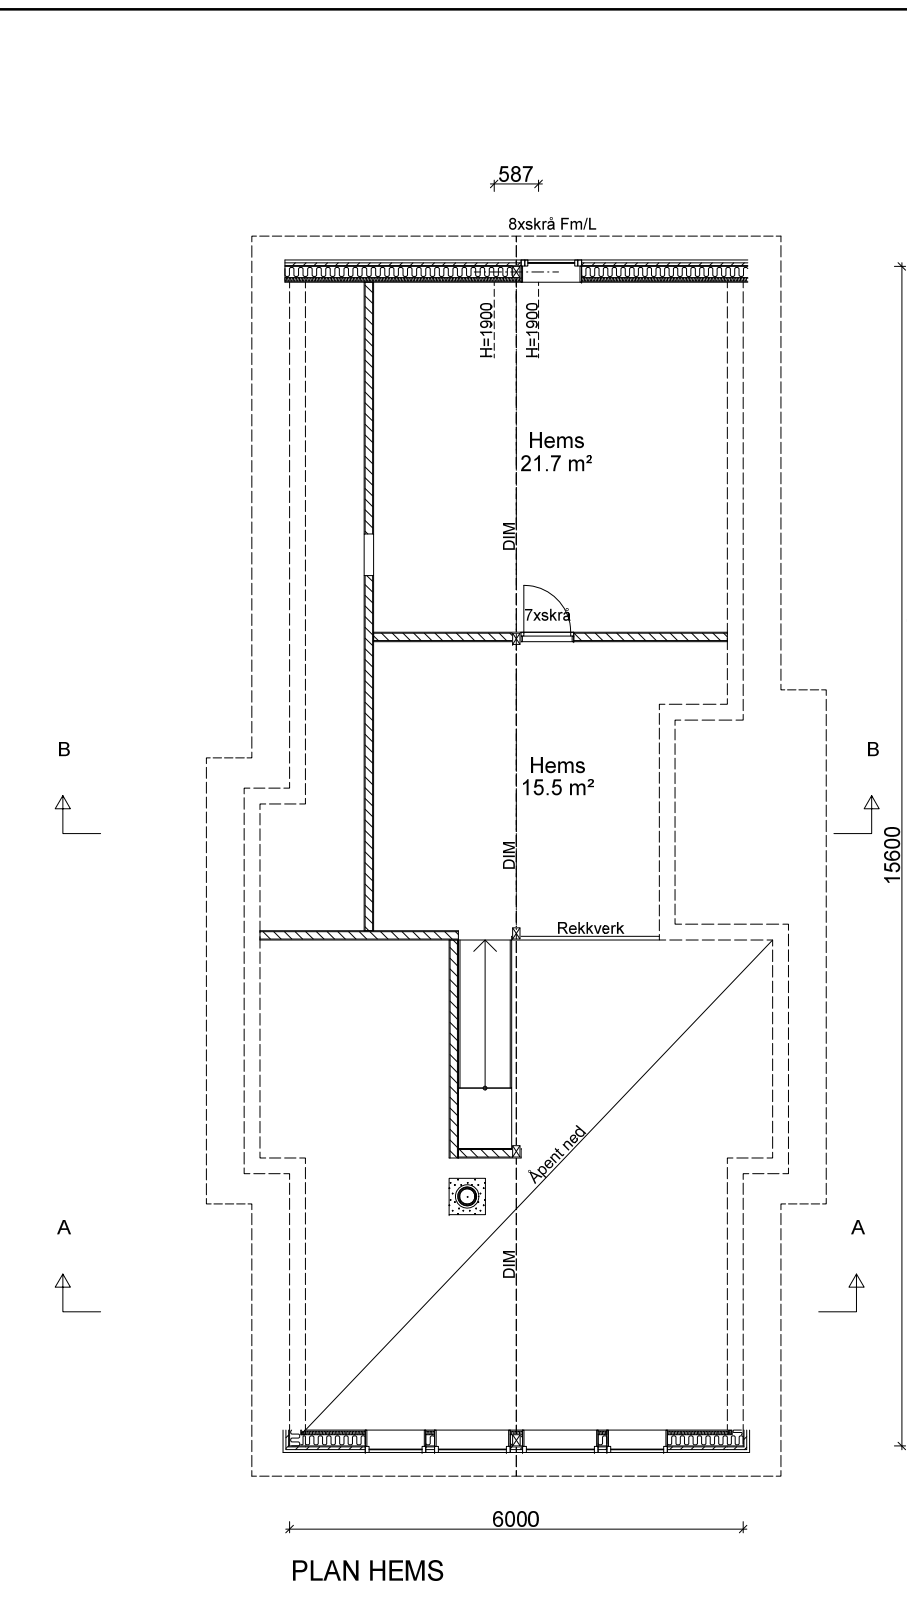 587
8xskrå Fm/L
H=1900
H=1900
Hems
21.7 m²
DIM
7xskrå
B
B
Hems
15.5 m²
DIM
15600
Rekkverk
Åpent ned
A
A
DIM
6000
PLAN HEMS